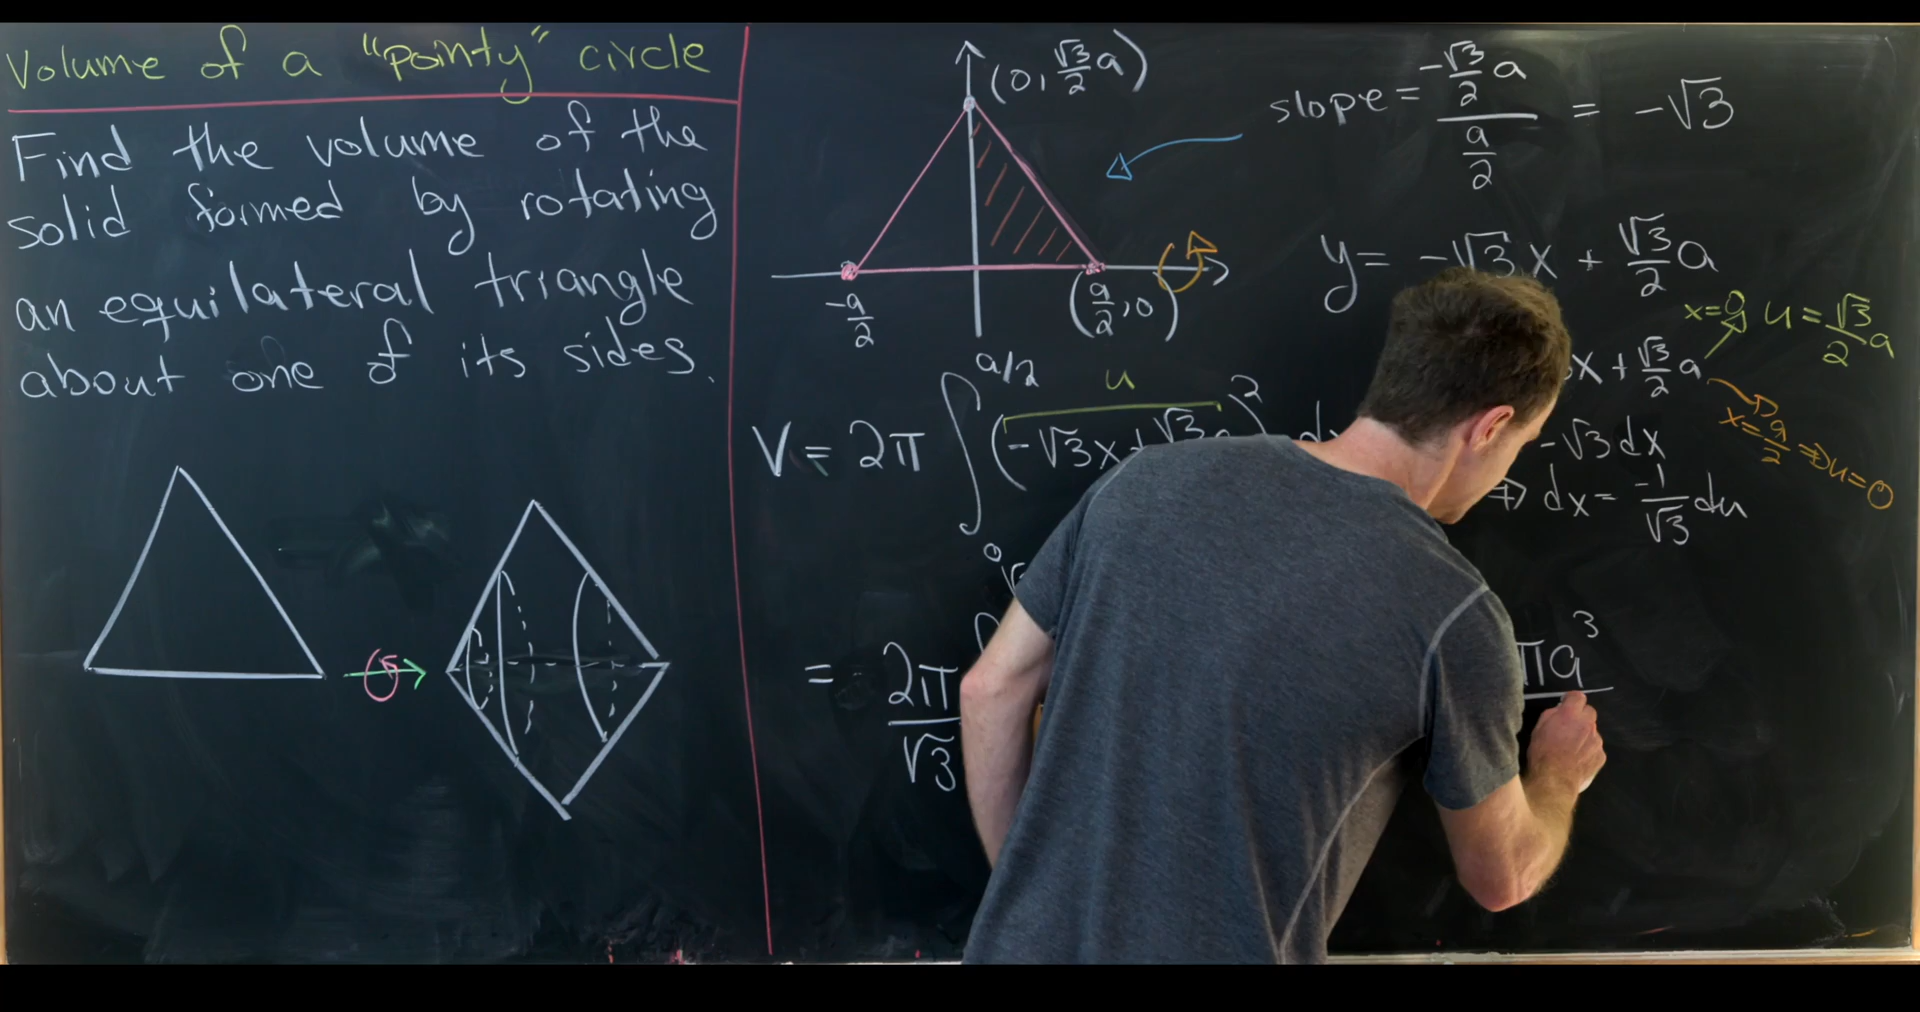 Volume of a "pointy" circle
Find the volume of the
solid formed by rotating
an equilateral triangle
about one of its sides.
(0, √3/2 a)
-a/2
(a/2, 0)
slope = (-√3/2 a)/(a/2) = -√3
y = -√3 x + √3/2 a
x=0 u = √3/2 a
x + √3/2 a
x = a/2 ⇒ u = 0
-√3 dx
⇒ dx = -1/√3 du
u
V = 2π ∫ 0 a/2 (-√3x + √3 )² dx
= 2π/√3
πa³